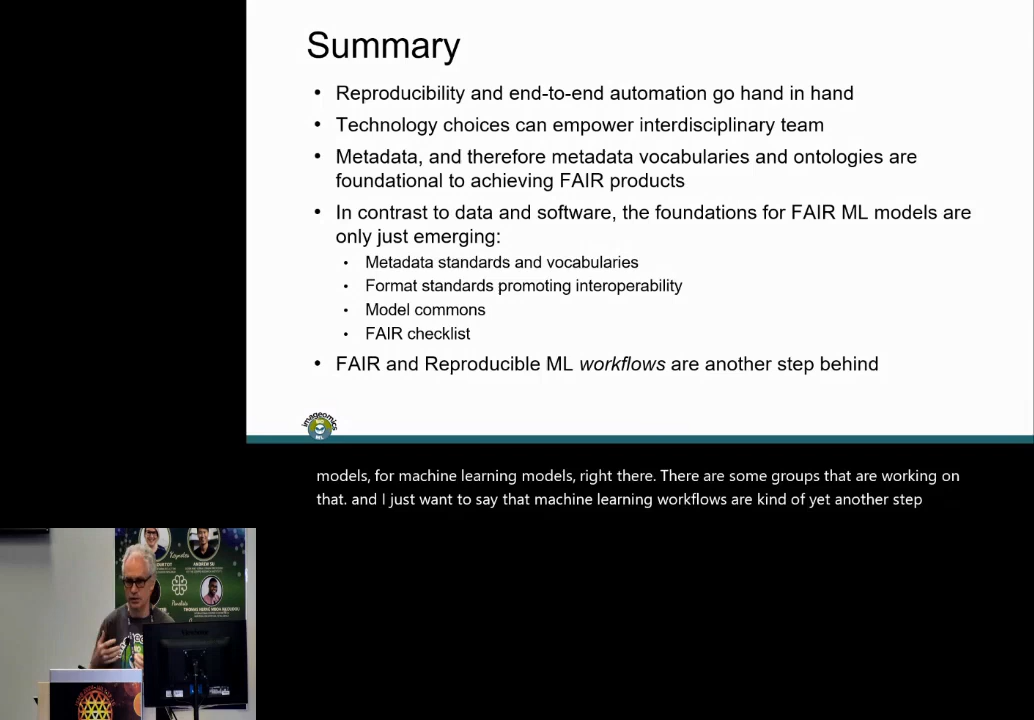 Summary
• Reproducibility and end-to-end automation go hand in hand
• Technology choices can empower interdisciplinary team
• Metadata, and therefore metadata vocabularies and ontologies are
foundational to achieving FAIR products
• In contrast to data and software, the foundations for FAIR ML models are
only just emerging:
• Metadata standards and vocabularies
• Format standards promoting interoperability
• Model commons
• FAIR checklist
• FAIR and Reproducible ML workflows are another step behind
imageomics
models, for machine learning models, right there. There are some groups that are working on
that. and I just want to say that machine learning workflows are kind of yet another step
Keynotes
ANDREW SU
Panelists